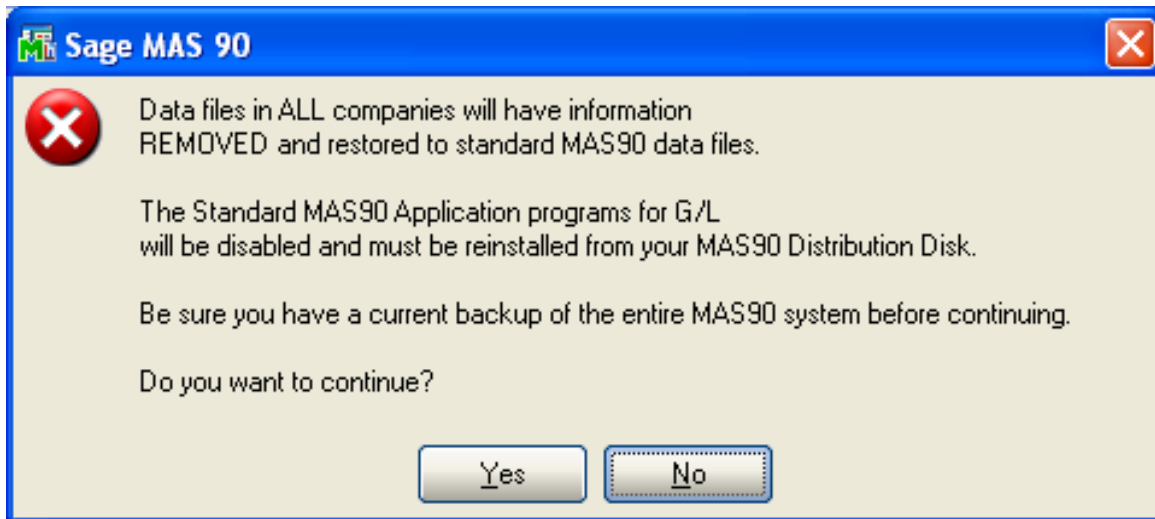 Sage MAS 90
Data files in ALL companies will have information
REMOVED and restored to standard MAS90 data files.
The Standard MAS90 Application programs for G/L
will be disabled and must be reinstalled from your MAS90 Distribution Disk.
Be sure you have a current backup of the entire MAS90 system before continuing.
Do you want to continue?
Yes
No